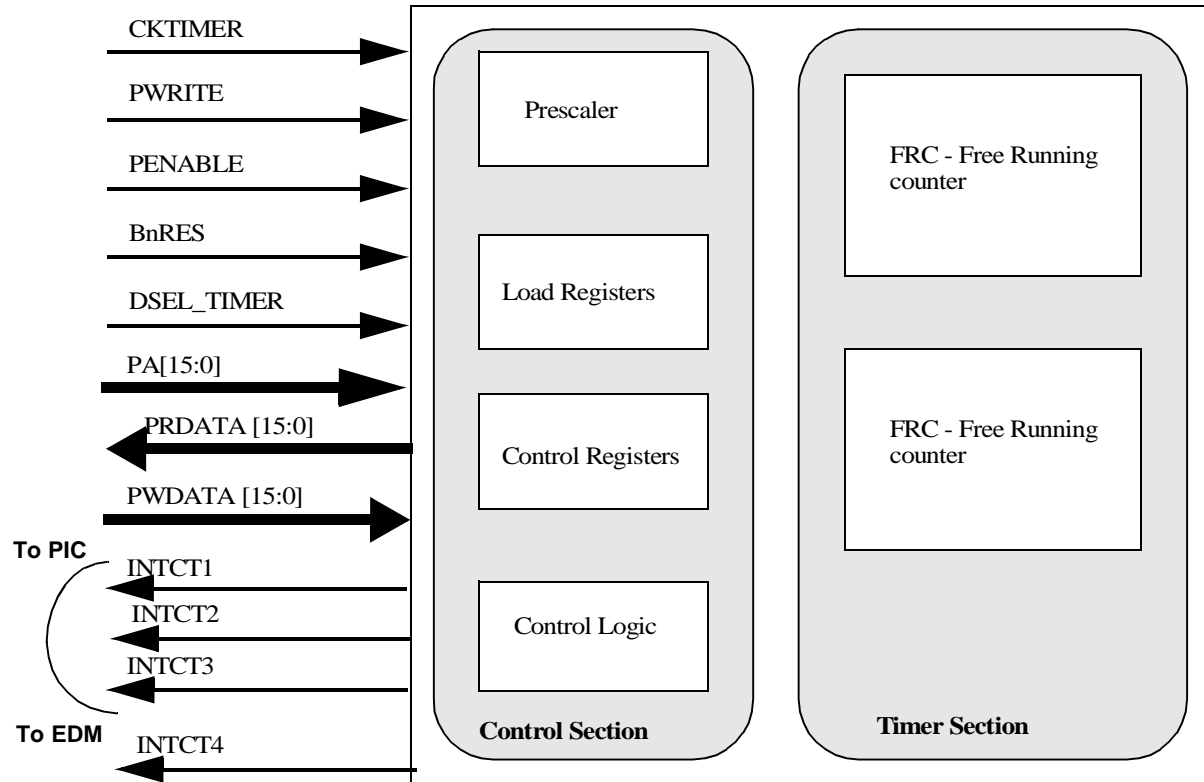 CKTIMER
PWRITE
PENABLE
BnRES
DSEL_TIMER
PA[15:0]
PRDATA [15:0]
PWDATA [15:0]
To PIC
INTCT1
INTCT2
INTCT3
To EDM
INTCT4
Prescaler
Load Registers
Control Registers
Control Logic
Control Section
FRC - Free Running
counter
FRC - Free Running
counter
Timer Section